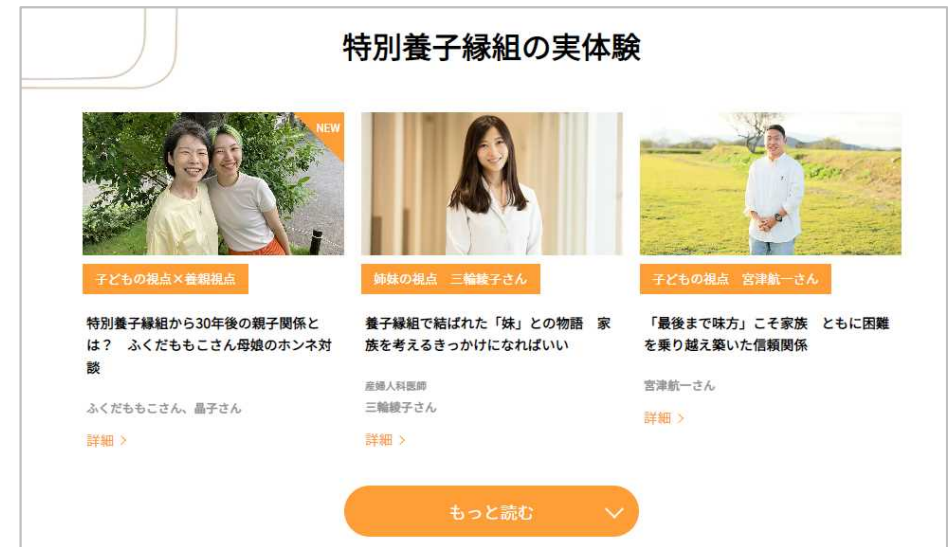 特別養子縁組の実体験
NEW
子どもの視点×養親視点
特別養子縁組から30年後の親子関係と
は？　ふくだももこさん母娘のホンネ対
談
ふくだももこさん、晶子さん
詳細 >
姉妹の視点　三輪綾子さん
養子縁組で結ばれた「妹」との物語　家
族を考えるきっかけになればいい
産婦人科医師
三輪綾子さん
詳細 >
子どもの視点　宮津航一さん
「最後まで味方」こそ家族　ともに困難
を乗り越え築いた信頼関係
宮津航一さん
詳細 >
もっと読む